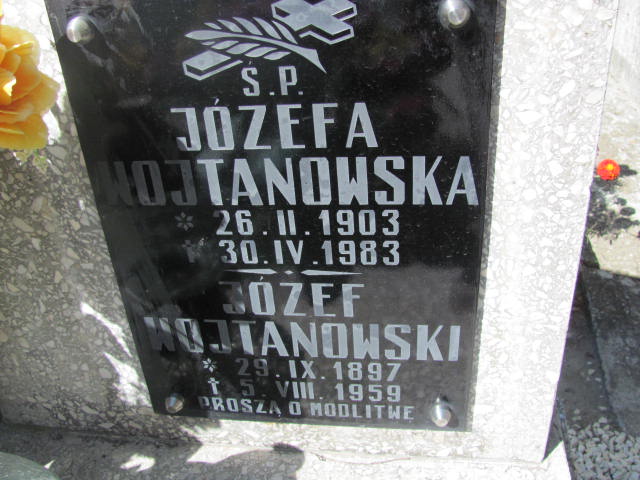 Ś.P.
JÓZEFA
WOJTANOWSKA
* 26.II.1903
† 30.IV.1983
JÓZEF
WOJTANOWSKI
* 29.IX.1897
† 5.VIII.1959
PROSZĄ O MODLITWĘ